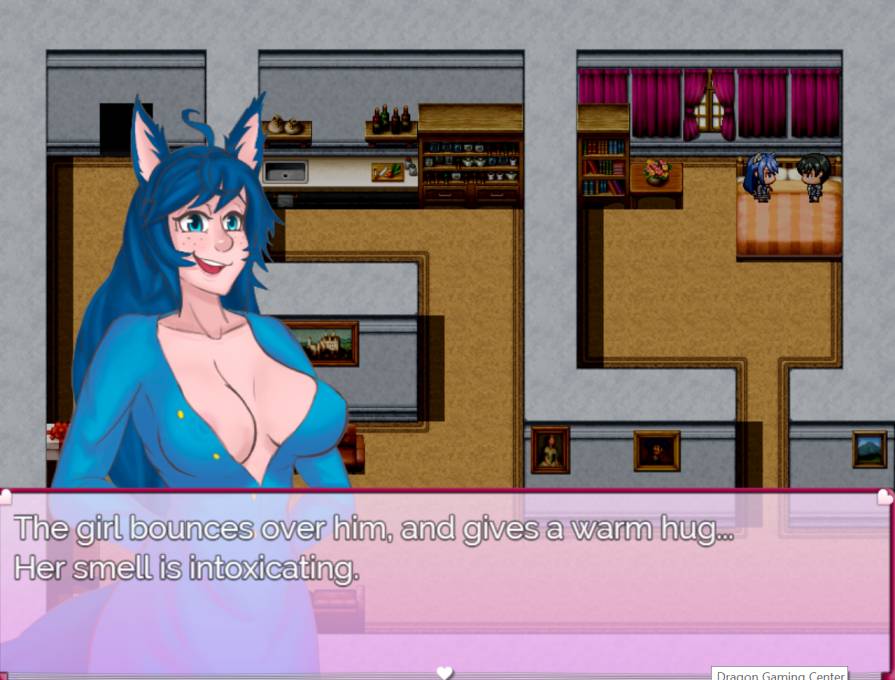 The girl bounces over him, and gives a warm hug...
Her smell is intoxicating.
Dragon Gaming Center